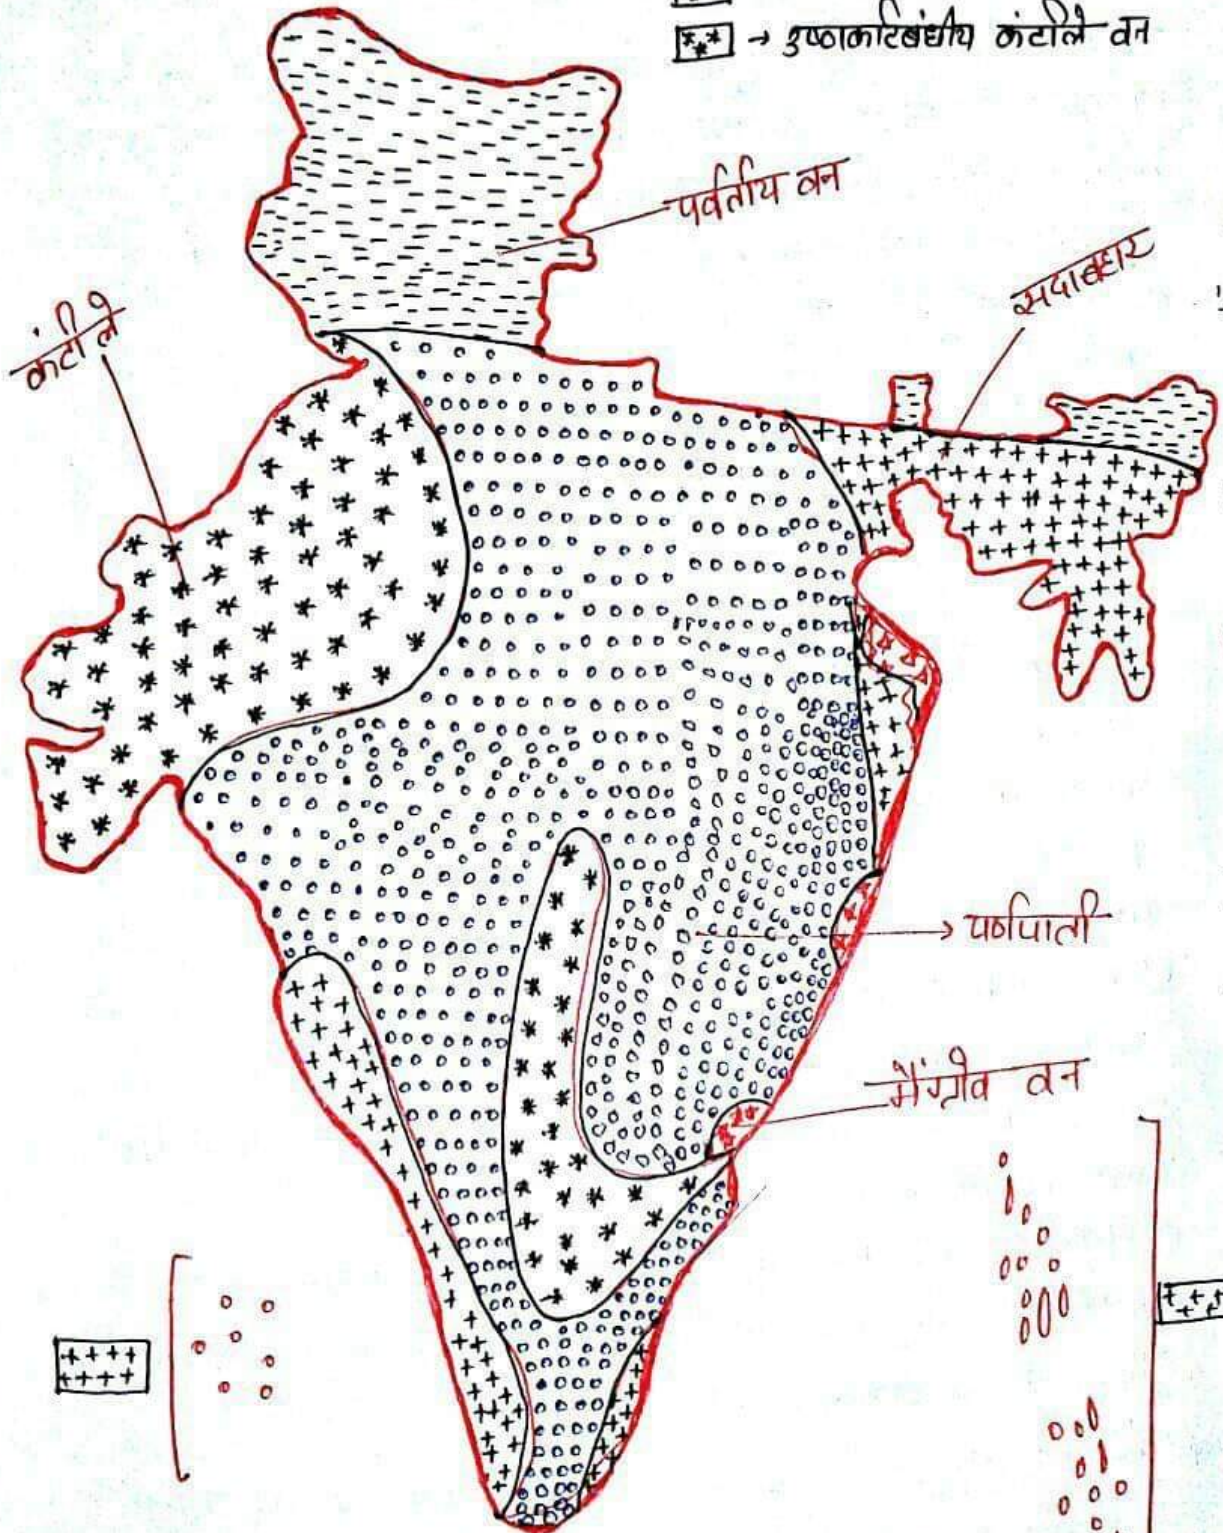 → उष्णकटिबंधीय कंटीले वन
पर्वतीय वन
सदाबहार
कंटीले
पर्णपाती
मैंग्रोव वन